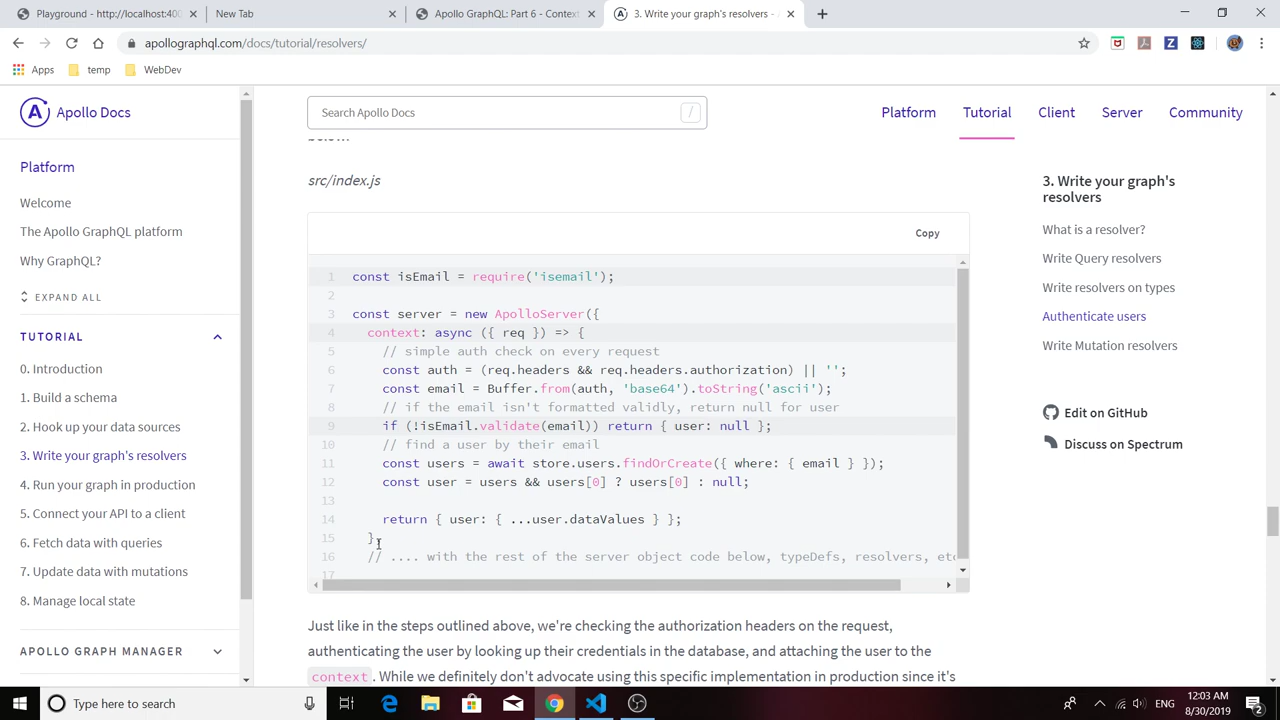 Playground - http://localhost:400
New Tab
Apollo GraphQL: Part 6 - Context
3. Write your graph's resolvers -
apollographql.com/docs/tutorial/resolvers/
Apps
temp
WebDev
Apollo Docs
Search Apollo Docs
/
Platform
Tutorial
Client
Server
Community
Platform
Welcome
The Apollo GraphQL platform
Why GraphQL?
EXPAND ALL
TUTORIAL
0. Introduction
1. Build a schema
2. Hook up your data sources
3. Write your graph's resolvers
4. Run your graph in production
5. Connect your API to a client
6. Fetch data with queries
7. Update data with mutations
8. Manage local state
APOLLO GRAPH MANAGER
below
src/index.js
Copy
1 const isEmail = require('isemail');
2
3 const server = new ApolloServer({
4 context: async ({ req }) => {
5 // simple auth check on every request
6 const auth = (req.headers && req.headers.authorization) || '';
7 const email = Buffer.from(auth, 'base64').toString('ascii');
8 // if the email isn't formatted validly, return null for user
9 if (!isEmail.validate(email)) return { user: null };
10 // find a user by their email
11 const users = await store.users.findOrCreate({ where: { email } });
12 const user = users && users[0] ? users[0] : null;
13
14 return { user: { ...user.dataValues } };
15 },
16 // .... with the rest of the server object code below, typeDefs, resolvers, etc
17
Just like in the steps outlined above, we're checking the authorization headers on the request,
authenticating the user by looking up their credentials in the database, and attaching the user to the
context. While we definitely don't advocate using this specific implementation in production since it's
3. Write your graph's
resolvers
What is a resolver?
Write Query resolvers
Write resolvers on types
Authenticate users
Write Mutation resolvers
Edit on GitHub
Discuss on Spectrum
Type here to search
ENG
12:03 AM
8/30/2019
2